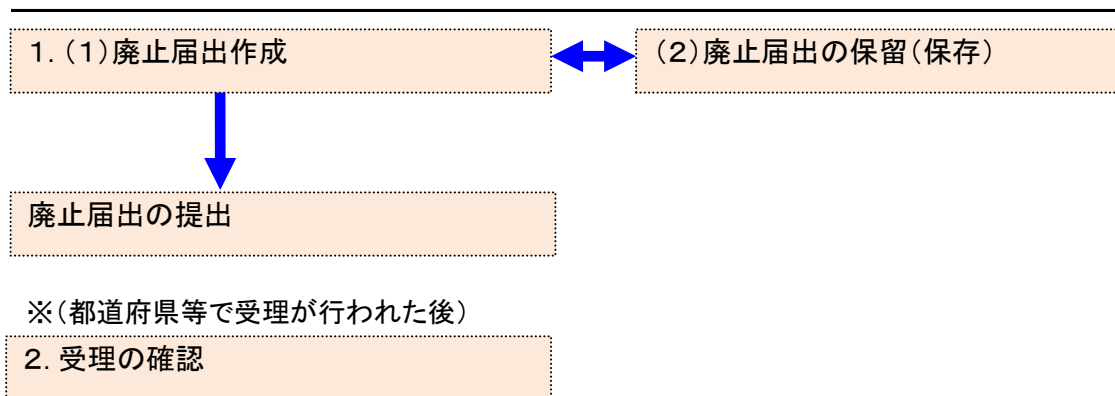 １．（１）廃止届出作成
（２）廃止届出の保留（保存）
廃止届出の提出
※（都道府県等で受理が行われた後）
２．受理の確認